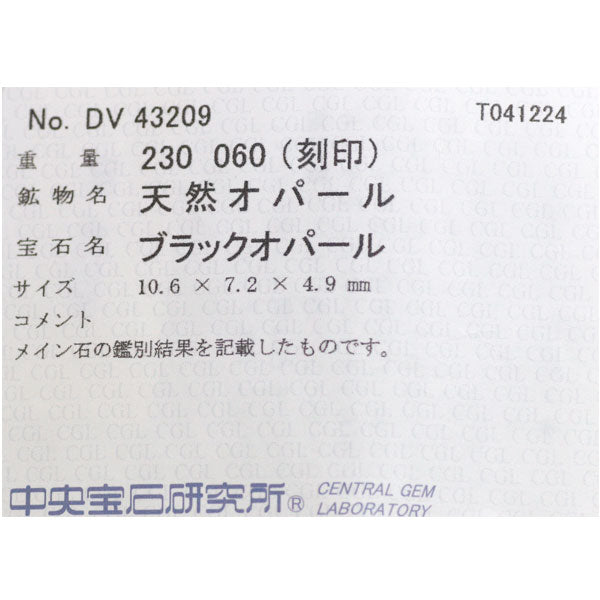 No. DV 43209 T041224
重量 230 060 (刻印)
鉱物名 天然オパール
宝石名 ブラックオパール
サイズ 10.6 × 7.2 × 4.9 mm
コメント
メイン石の鑑別結果を記載したものです。
中央宝石研究所® CENTRAL GEM
LABORATORY